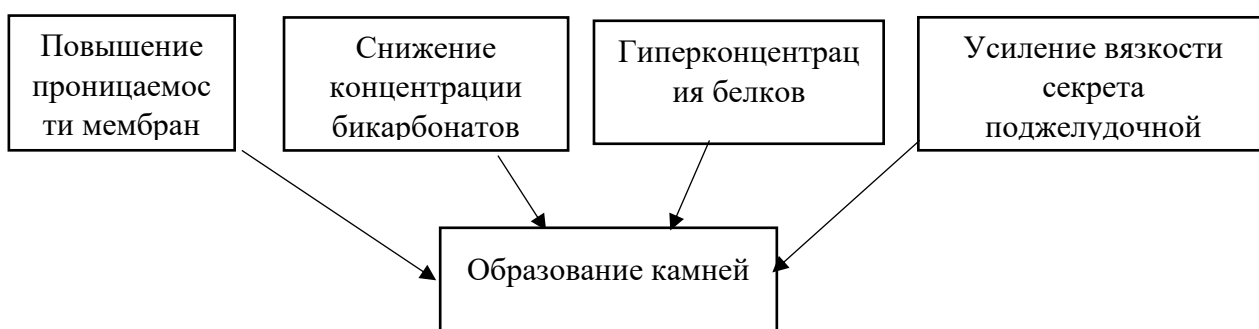 Повышение
проницаемос
ти мембран
Снижение
концентрации
бикарбонатов
Гиперконцентрац
ия белков
Усиление вязкости
секрета
поджелудочной
Образование камней